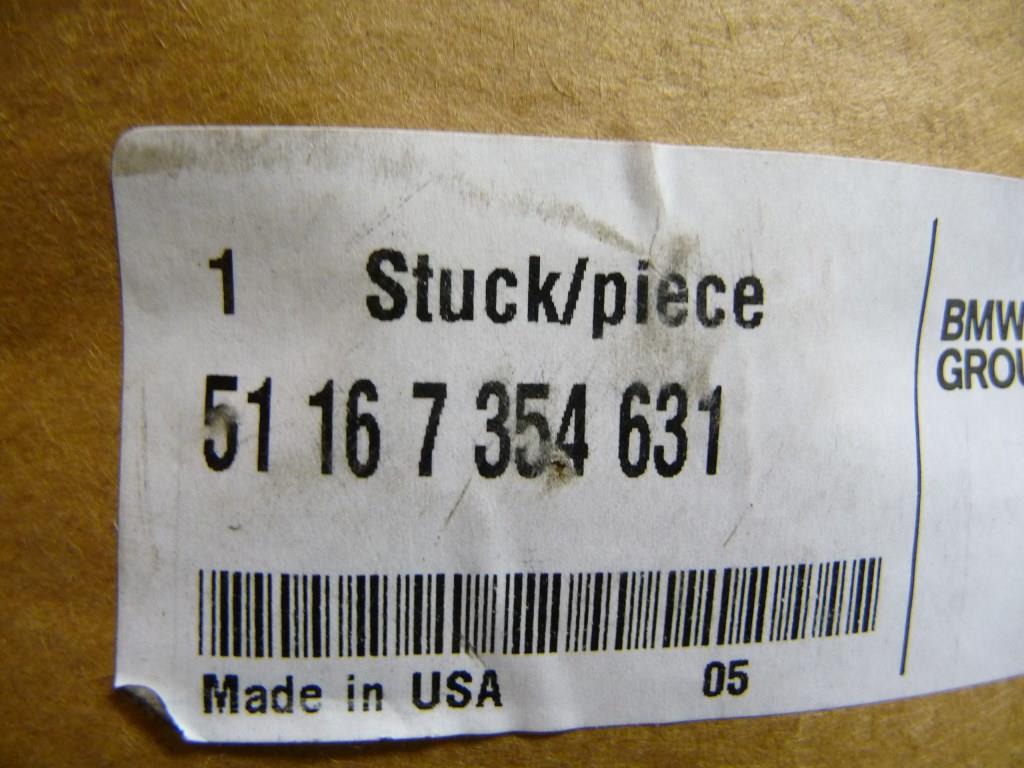 1 Stuck/piece
51 16 7 354 631
Made in USA 05
BMW
GROU